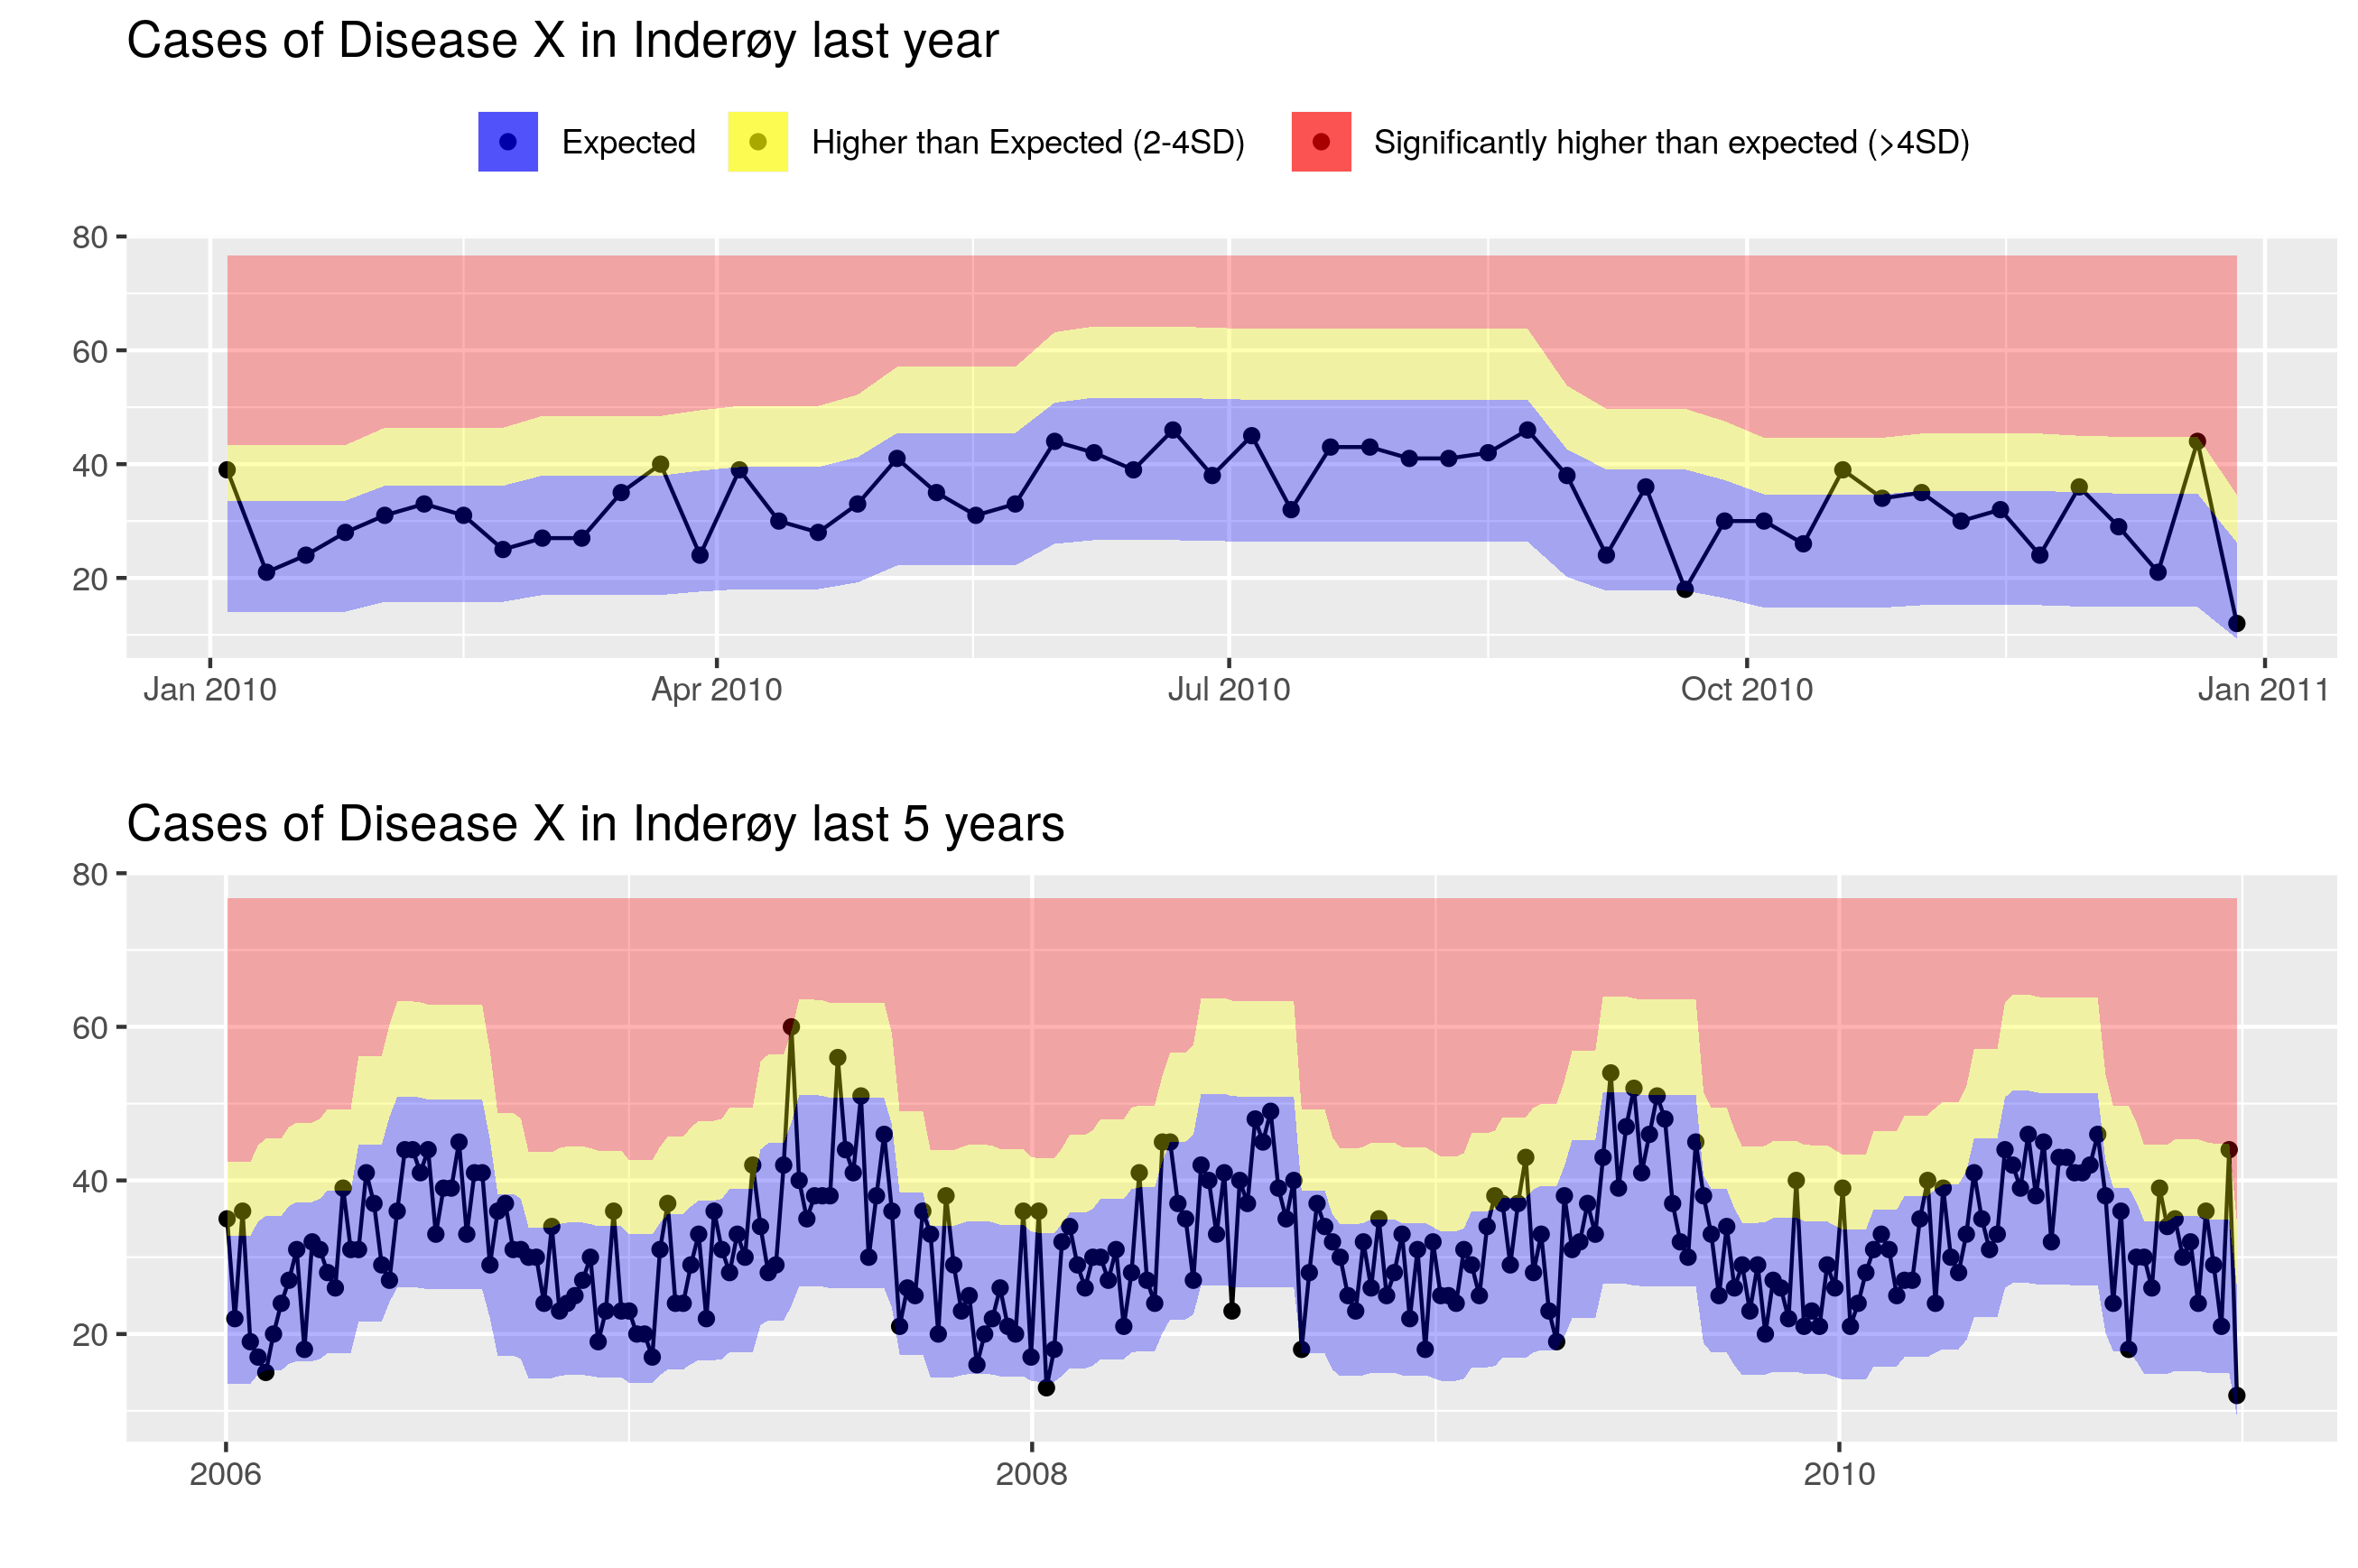 Cases of Disease X in Inderøy last year
Expected Higher than Expected (2-4SD) Significantly higher than expected (>4SD)
80
60
40
20
Jan 2010 Apr 2010 Jul 2010 Oct 2010 Jan 2011
Cases of Disease X in Inderøy last 5 years
80
60
40
20
2006 2008 2010